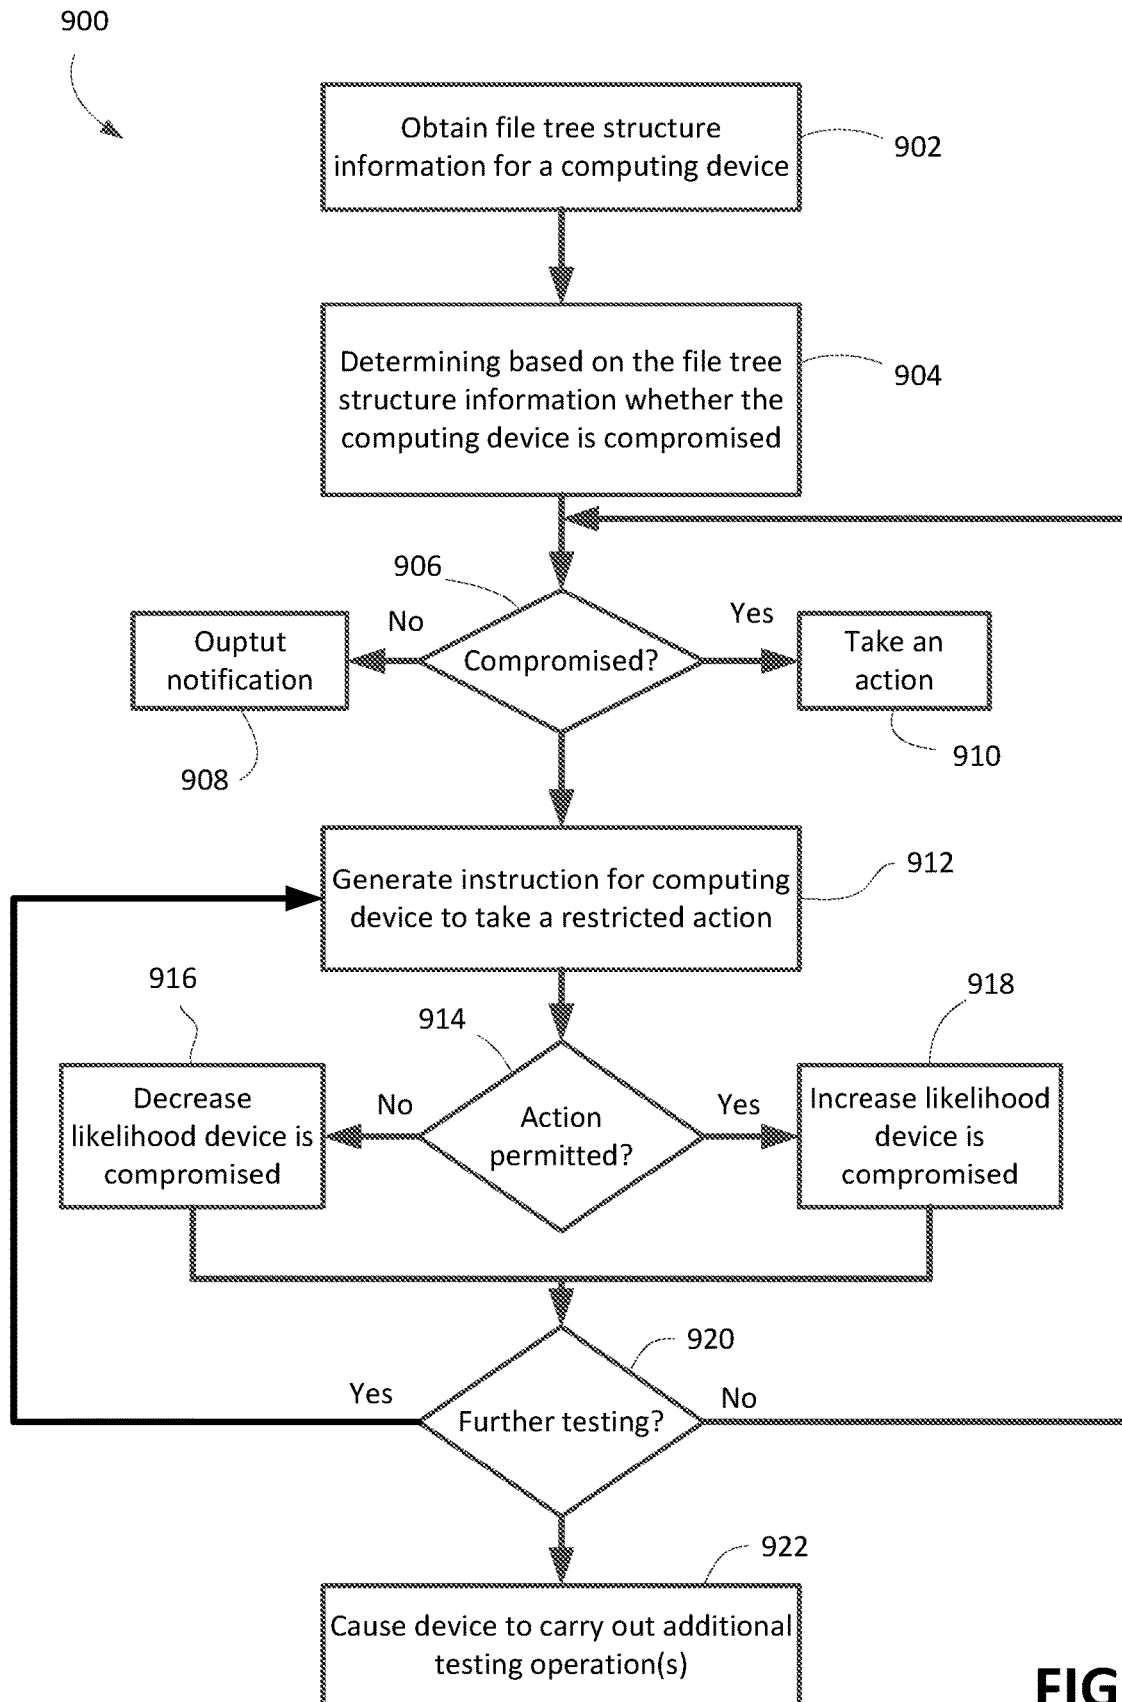 900
Obtain file tree structure
information for a computing device
902
Determining based on the file tree
structure information whether the
computing device is compromised
904
906
No
Yes
Ouptut
notification
Compromised?
Take an
action
908
910
Generate instruction for computing
device to take a restricted action
912
916
914
918
Decrease
likelihood device is
compromised
No
Action
permitted?
Yes
Increase likelihood
device is
compromised
920
Yes
Further testing?
No
922
Cause device to carry out additional
testing operation(s)
FIG